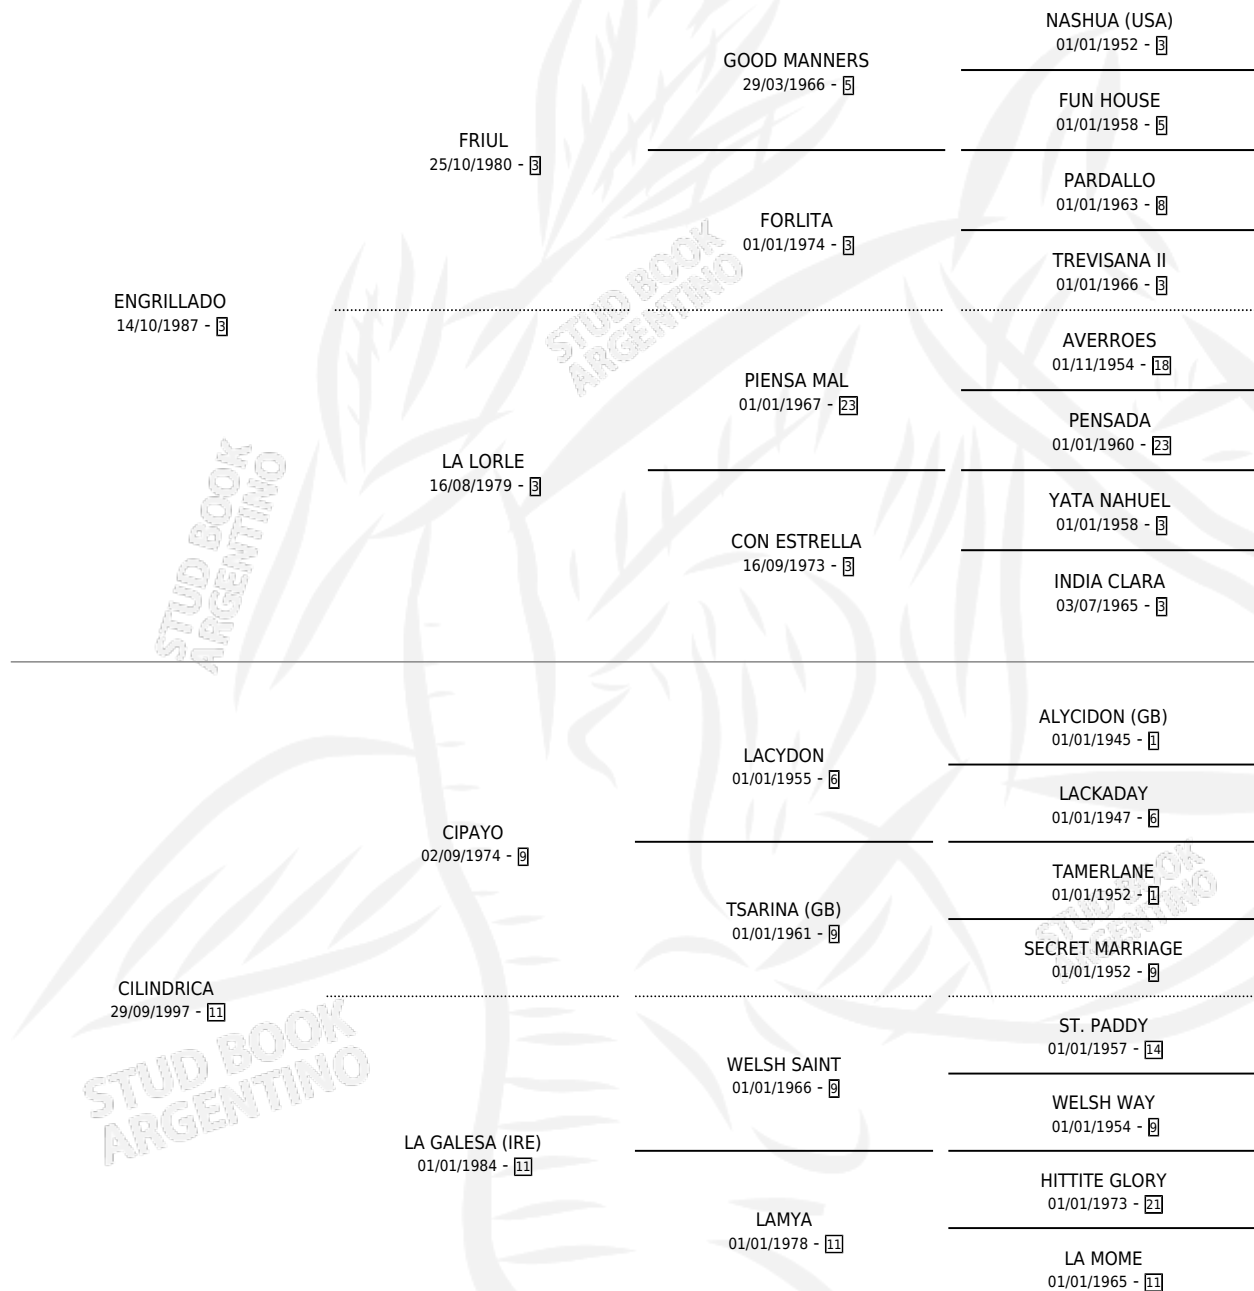 NASHUA (USA)
01/01/1952 - 3
GOOD MANNERS
29/03/1966 - 5
FUN HOUSE
01/01/1958 - 5
FRIUL
25/10/1980 - 3
PARDALLO
01/01/1963 - 8
FORLITA
01/01/1974 - 3
TREVISANA II
01/01/1966 - 3
ENGRILLADO
14/10/1987 - 3
AVERROES
01/11/1954 - 18
PIENSA MAL
01/01/1967 - 23
PENSADA
01/01/1960 - 23
LA LORLE
16/08/1979 - 3
YATA NAHUEL
01/01/1958 - 3
CON ESTRELLA
16/09/1973 - 3
INDIA CLARA
03/07/1965 - 3
ALYCIDON (GB)
01/01/1945 - 1
LACYDON
01/01/1955 - 6
LACKADAY
01/01/1947 - 6
CIPAYO
02/09/1974 - 9
TAMERLANE
01/01/1952 - 1
TSARINA (GB)
01/01/1961 - 9
SECRET MARRIAGE
01/01/1952 - 9
CILINDRICA
29/09/1997 - 11
ST. PADDY
01/01/1957 - 14
WELSH SAINT
01/01/1966 - 9
WELSH WAY
01/01/1954 - 9
LA GALESA (IRE)
01/01/1984 - 11
HITTITE GLORY
01/01/1973 - 21
LAMYA
01/01/1978 - 11
LA MOME
01/01/1965 - 11
STUD BOOK
ARGENTINO
STUD BOOK
ARGENTINO
STUD BOOK
ARGENTINO
STUD BOOK
ARGENTINO